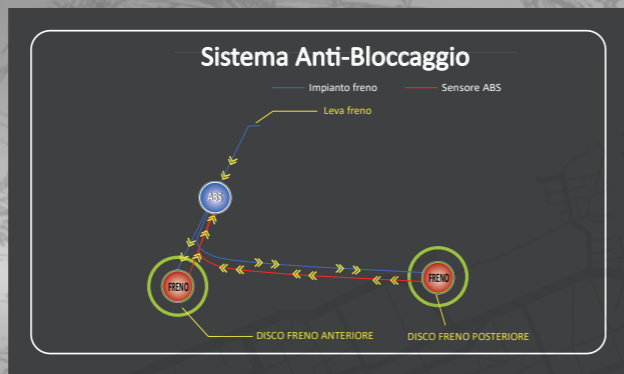 Sistema Anti-Bloccaggio
Impianto freno
Sensore ABS
Leva freno
ABS
FRENO
FRENO
DISCO FRENO ANTERIORE
DISCO FRENO POSTERIORE